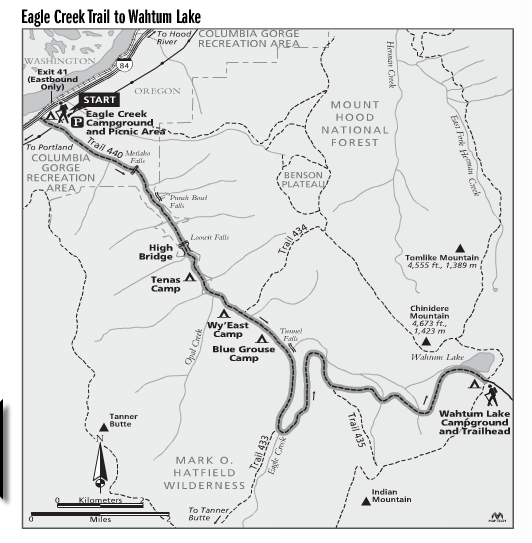 Eagle Creek Trail to Wahtum Lake
To Hood
River
COLUMBIA GORGE
RECREATION AREA
WASHINGTON
84
Exit 41
(Eastbound
Only)
OREGON
START
P
Eagle Creek
Campground
and Picnic Area
To Portland
COLUMBIA
GORGE
RECREATION
AREA
Trail 440
Metlako
Falls
MOUNT
HOOD
NATIONAL
FOREST
Herman Creek
East Fork Herman Creek
BENSON
PLATEAU
Punch Bowl
Falls
Loowit Falls
High
Bridge
Trail 434
Tomlike Mountain
4,555 ft., 1,389 m
Tenas
Camp
Chinidere
Mountain
4,673 ft.,
1,423 m
Wy'East
Camp
Tunnel
Falls
Blue Grouse
Camp
Opal Creek
Wahtum Lake
Wahtum Lake
Campground
and Trailhead
Tanner
Butte
Trail 435
Trail 433
Eagle Creek
N
MARK O.
HATFIELD
WILDERNESS
Indian
Mountain
0 Kilometers 2
0 Miles 2
To Tanner
Butte
MAPTECH